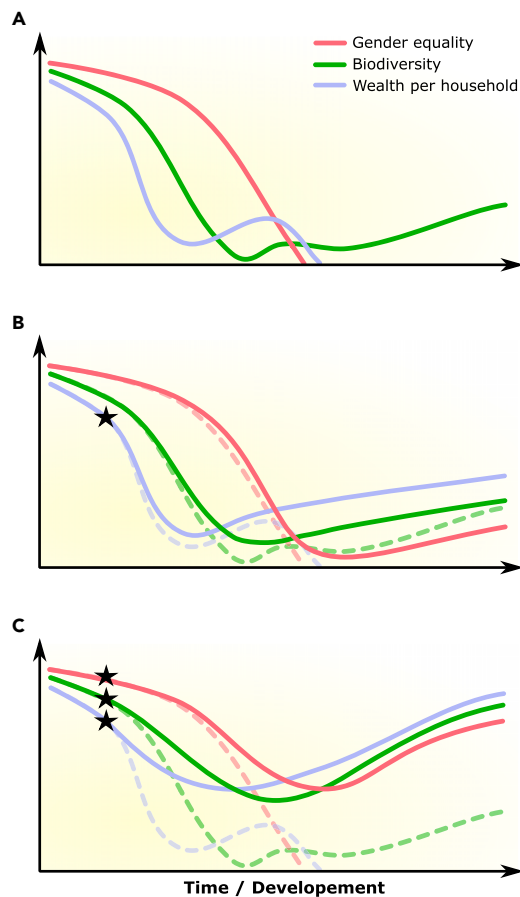 A
Gender equality
Biodiversity
Wealth per household
B
C
Time / Developement